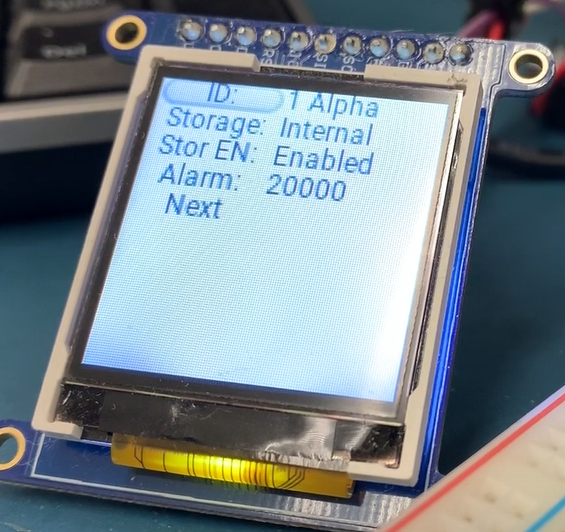 ID: 1 Alpha
Storage: Internal
Stor EN: Enabled
Alarm: 20000
Next